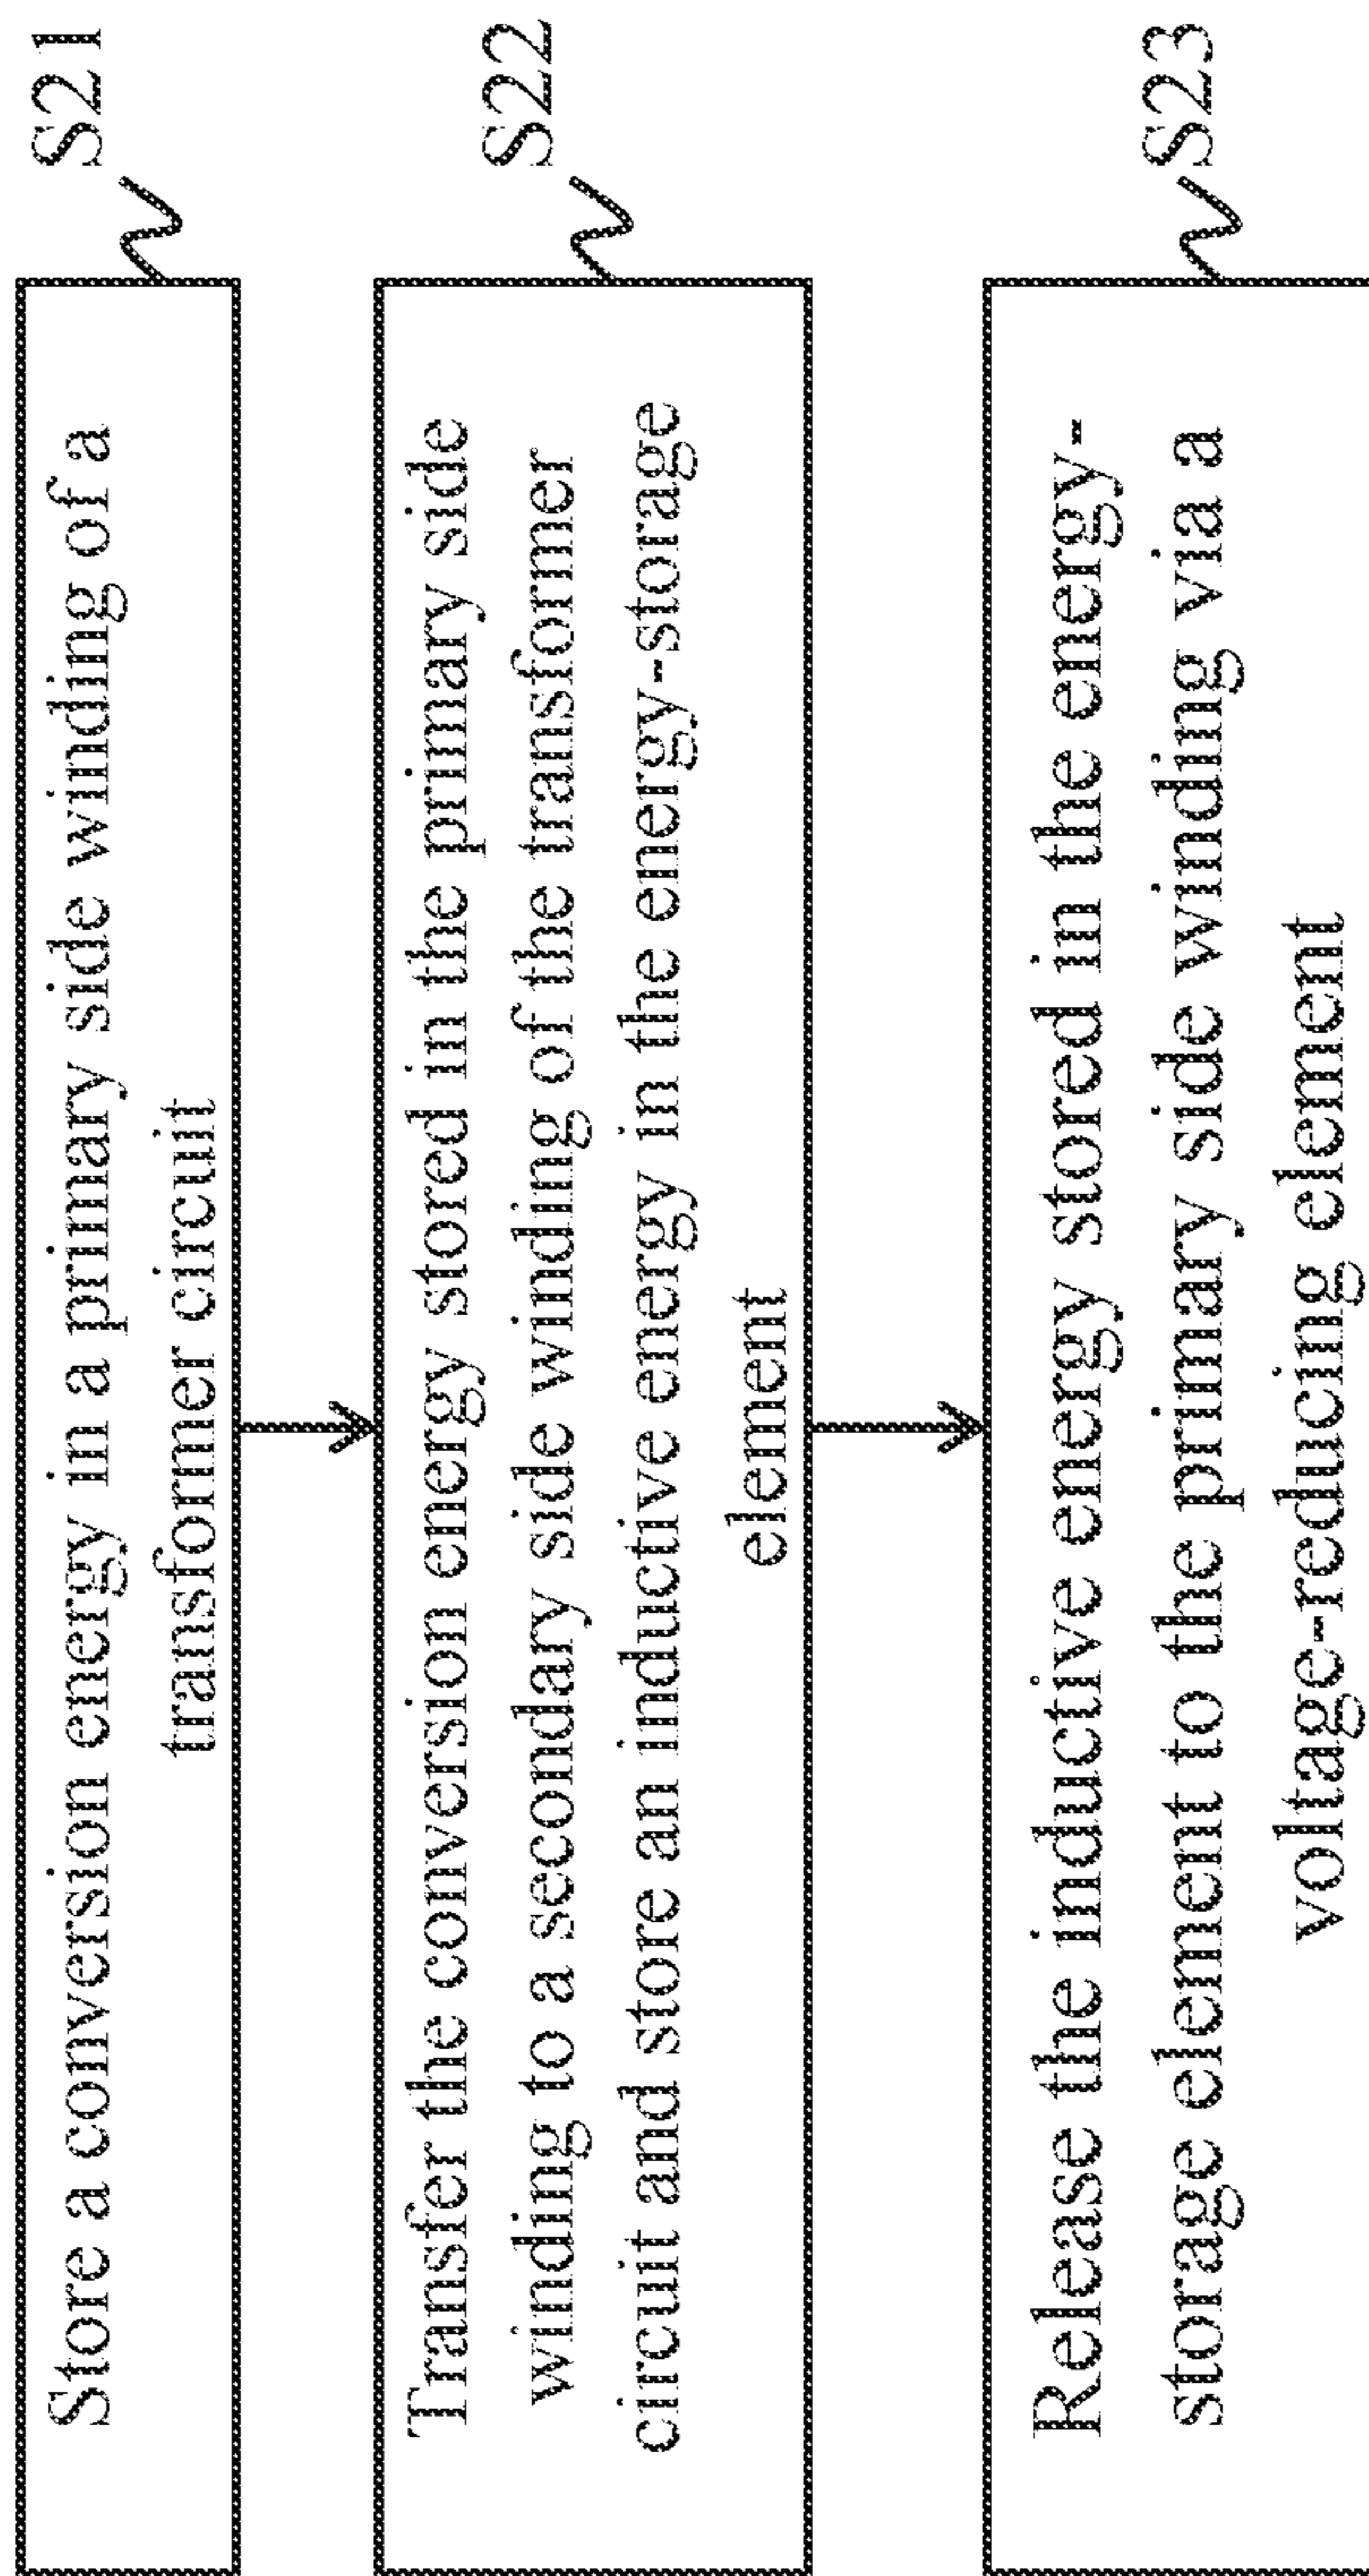 Store a conversion energy in a primary side winding of a
transformer circuit
S21
Transfer the conversion energy stored in the primary side
winding to a secondary side winding of the transformer
circuit and store an inductive energy in the energy-storage
element
S22
Release the inductive energy stored in the energy-
storage element to the primary side winding via a
voltage-reducing element
S23